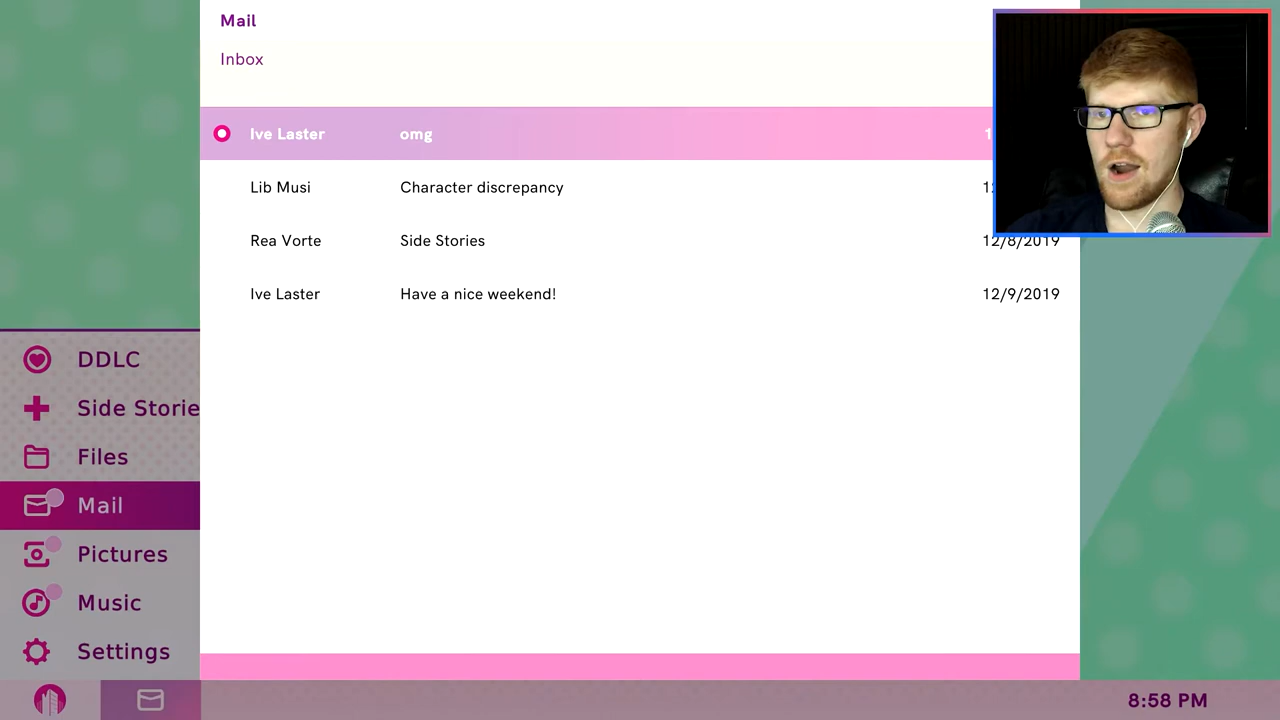 Mail
Inbox
Ive Laster omg
Lib Musi Character discrepancy
Rea Vorte Side Stories 12/8/2019
Ive Laster Have a nice weekend! 12/9/2019
DDLC
Side Storie
Files
Mail
Pictures
Music
Settings
8:58 PM